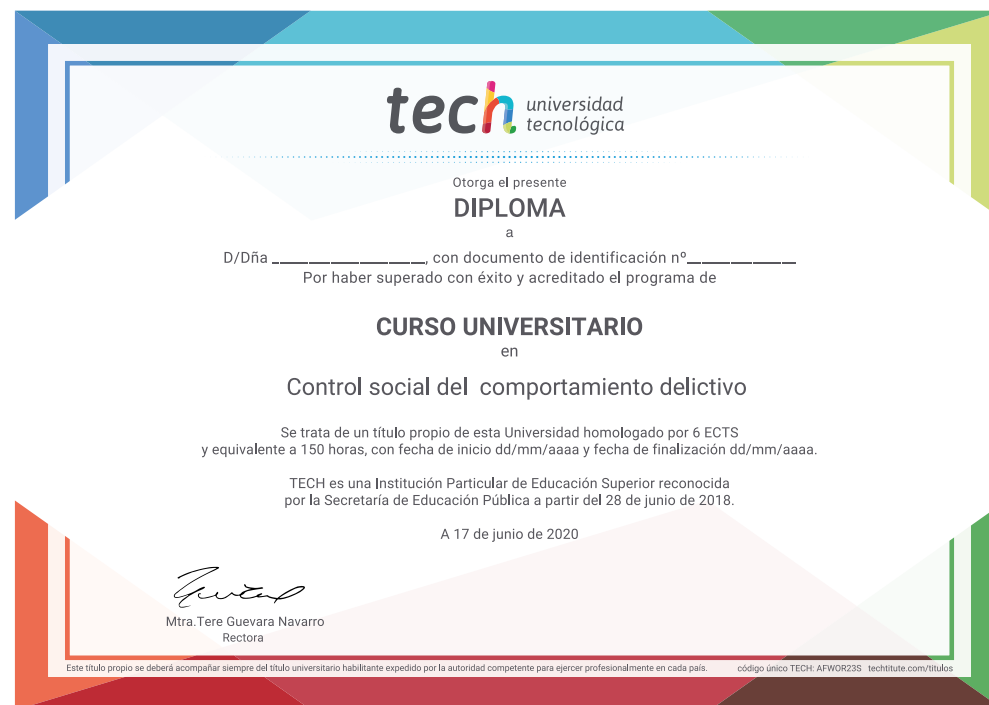 tech universidad
tecnológica
Otorga el presente
DIPLOMA
a
D/Dña ____________________, con documento de identificación nº______________
Por haber superado con éxito y acreditado el programa de
CURSO UNIVERSITARIO
en
Control social del comportamiento delictivo
Se trata de un título propio de esta Universidad homologado por 6 ECTS
y equivalente a 150 horas, con fecha de inicio dd/mm/aaaa y fecha de finalización dd/mm/aaaa.
TECH es una Institución Particular de Educación Superior reconocida
por la Secretaría de Educación Pública a partir del 28 de junio de 2018.
A 17 de junio de 2020
Mtra.Tere Guevara Navarro
Rectora
Este título propio se deberá acompañar siempre del título universitario habilitante expedido por la autoridad competente para ejercer profesionalmente en cada país. código único TECH: AFWOR23S techtitute.com/titulos